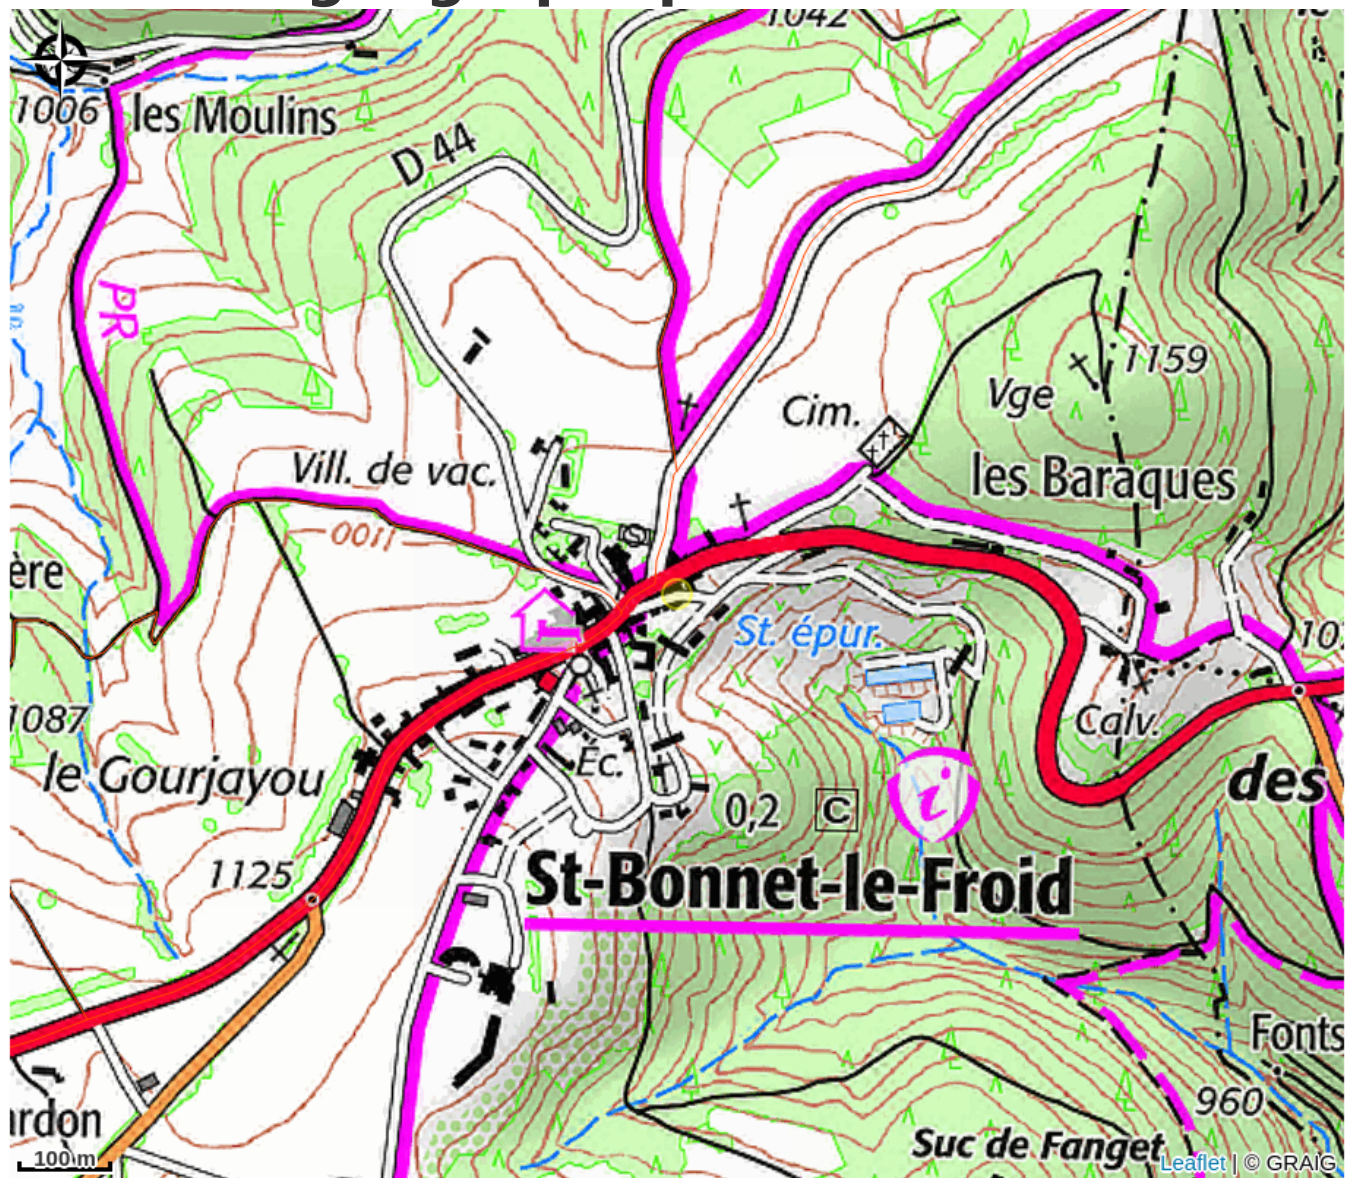 1042
1006
les Moulins
D 44
PR
1159
Vge
Cim.
les Baraques
Vill. de vac.
1100
ère
St. épur.
1087
Calv.
le Gourjayou
Éc.
des
0,2 C
i
1125
St-Bonnet-le-Froid
Fonts
960
ardon
Suc de Fanget
100 m
Leaflet | © GRAIG